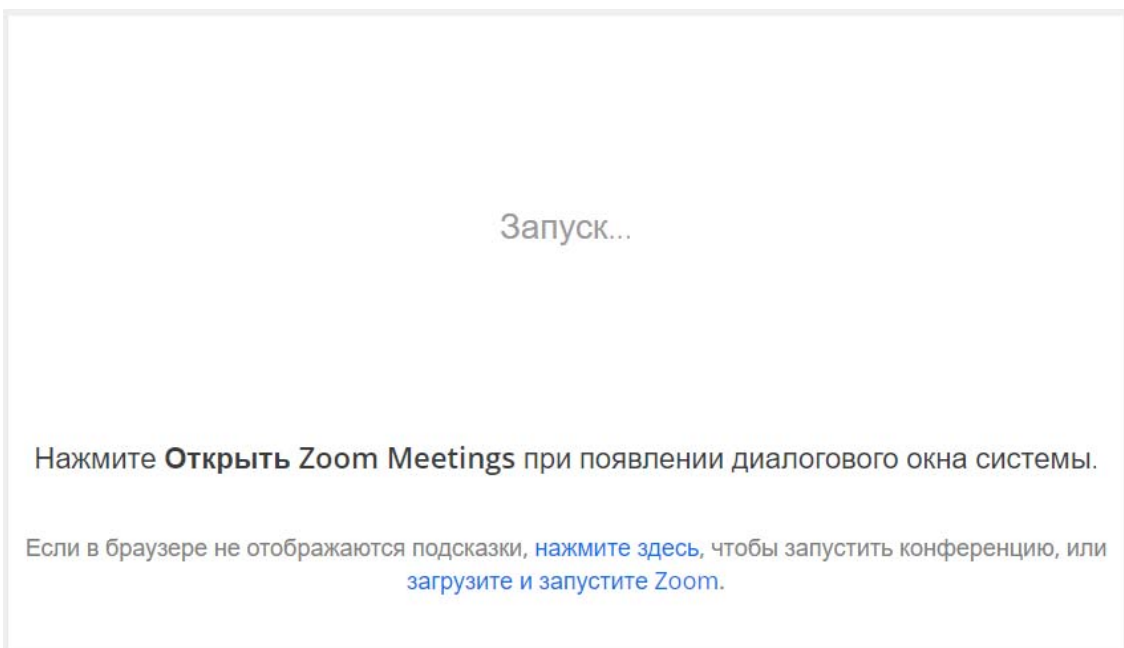 Запуск...
Нажмите Открыть Zoom Meetings при появлении диалогового окна системы.
Если в браузере не отображаются подсказки, нажмите здесь, чтобы запустить конференцию, или
загрузите и запустите Zoom.